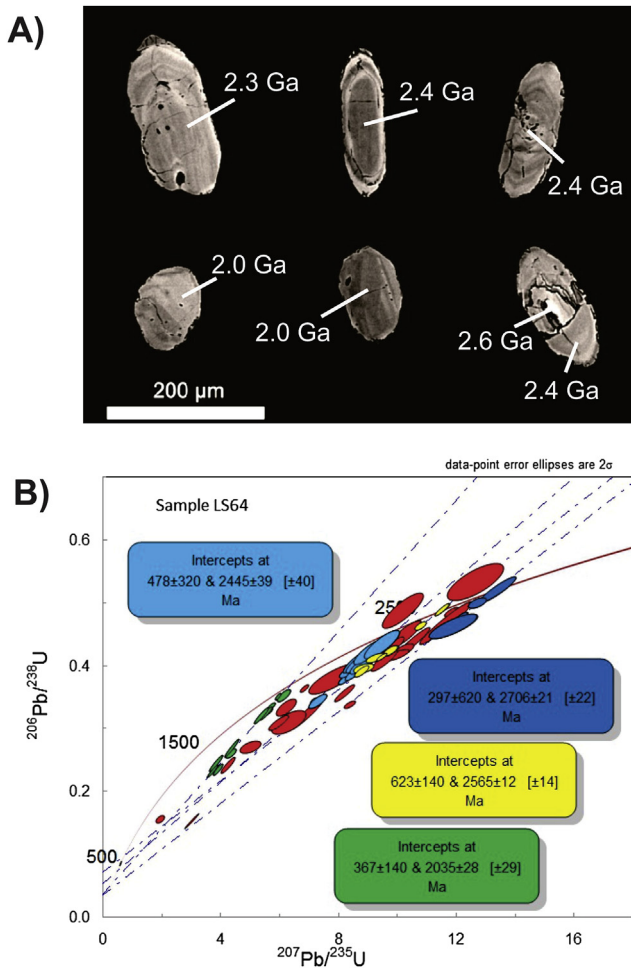 A)
2.3 Ga
2.4 Ga
2.4 Ga
2.0 Ga
2.0 Ga
2.6 Ga
2.4 Ga
200 µm
B)
data-point error ellipses are 2σ
Sample LS64
0.6
Intercepts at
478±320 & 2445±39 [±40]
Ma
0.4
²⁰⁶Pb/²³⁸U
Intercepts at
297±620 & 2706±21 [±22]
Ma
1500
Intercepts at
623±140 & 2565±12 [±14]
Ma
0.2
Intercepts at
367±140 & 2035±28 [±29]
Ma
500
0.0
0 4 8 12 16
²⁰⁷Pb/²³⁵U